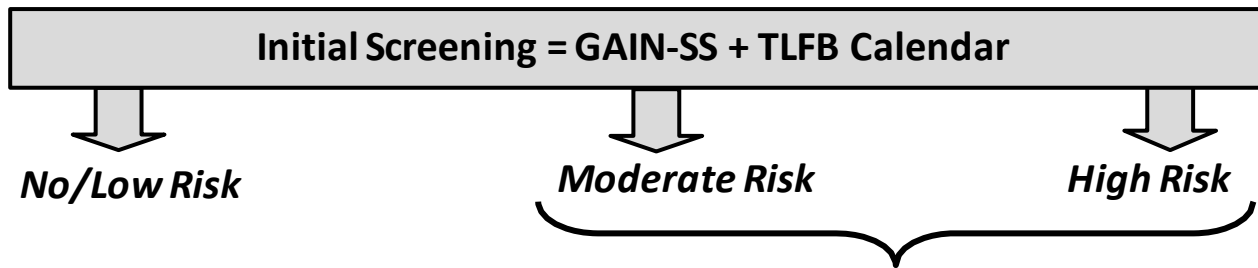 Initial Screening = GAIN-SS + TLFB Calendar
No/Low Risk
Moderate Risk
High Risk